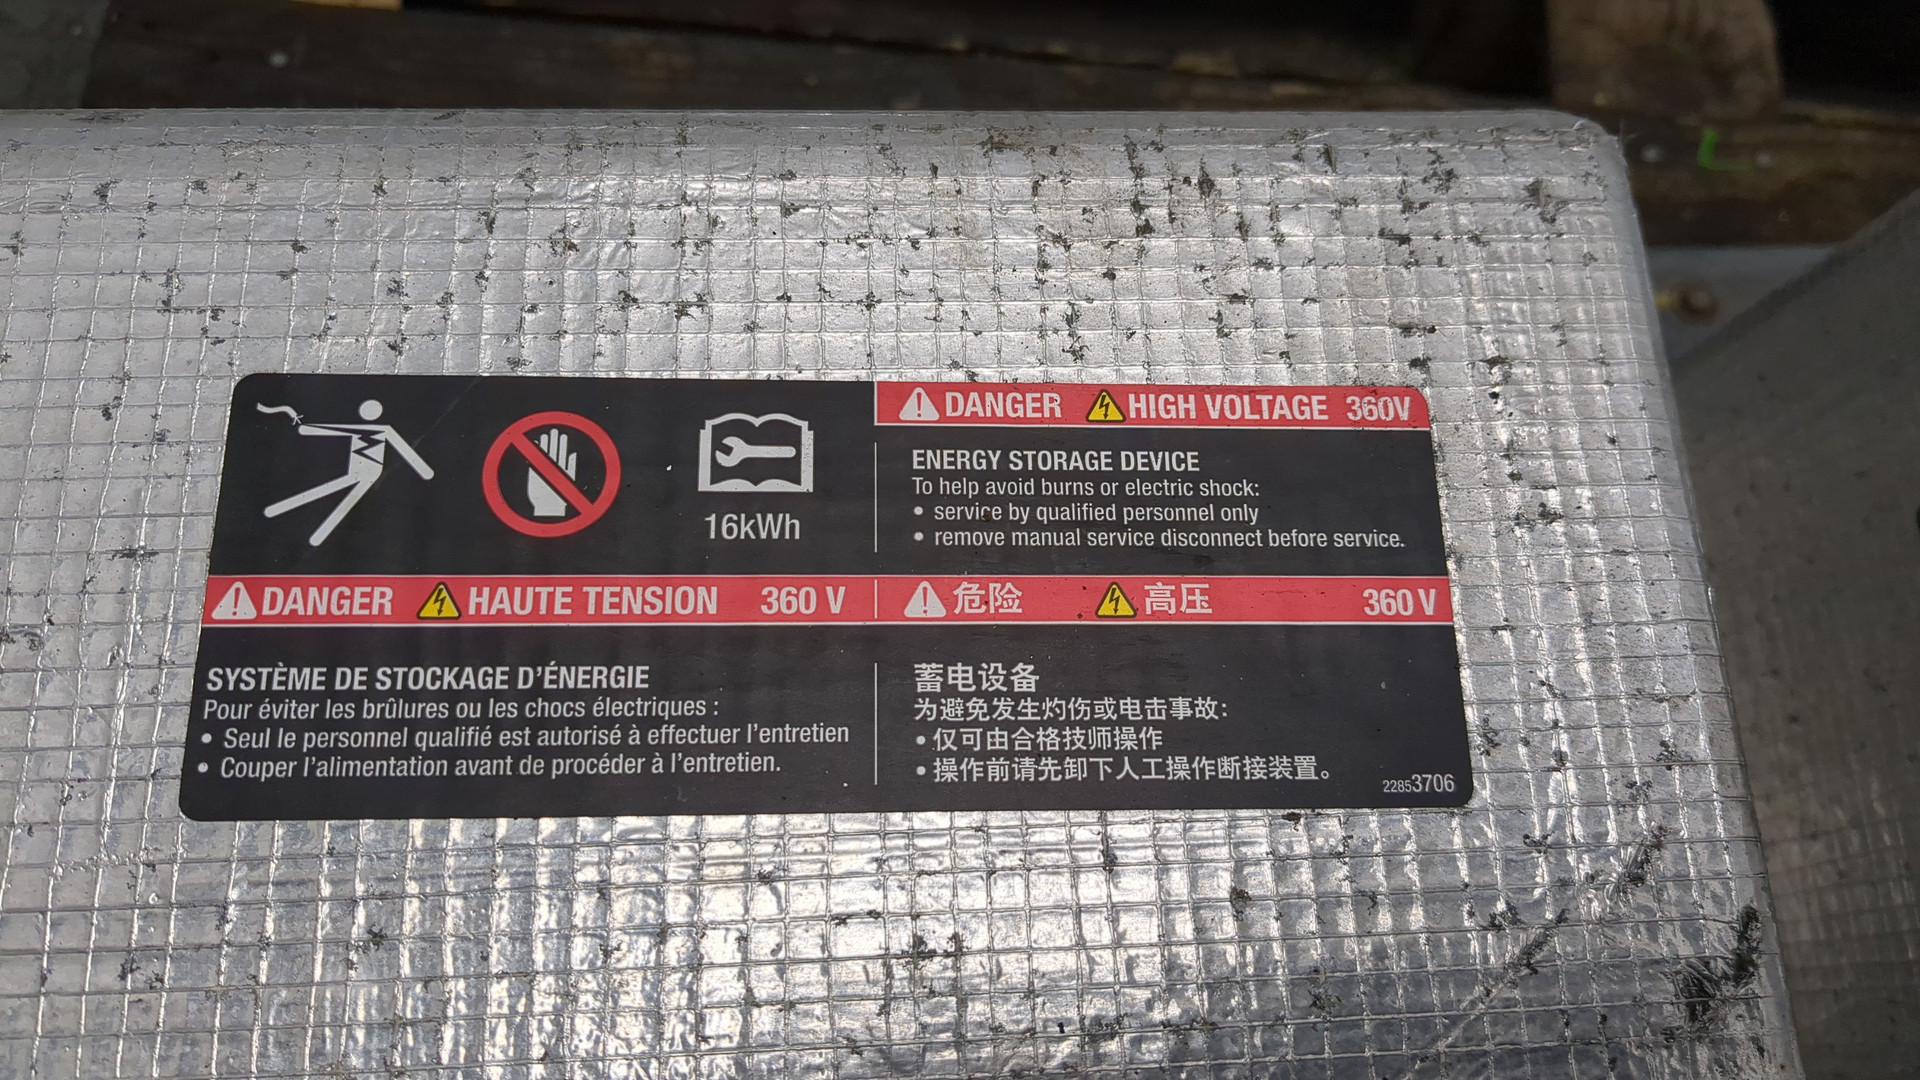 16kWh
DANGER HIGH VOLTAGE 360V
ENERGY STORAGE DEVICE
To help avoid burns or electric shock:
• service by qualified personnel only
• remove manual service disconnect before service.
DANGER HAUTE TENSION 360 V
SYSTÈME DE STOCKAGE D'ÉNERGIE
Pour éviter les brûlures ou les chocs électriques :
• Seul le personnel qualifié est autorisé à effectuer l'entretien
• Couper l'alimentation avant de procéder à l'entretien.
危险 高压 360 V
蓄电设备
为避免发生灼伤或电击事故:
• 仅可由合格技师操作
• 操作前请先卸下人工操作断接装置。
22853706